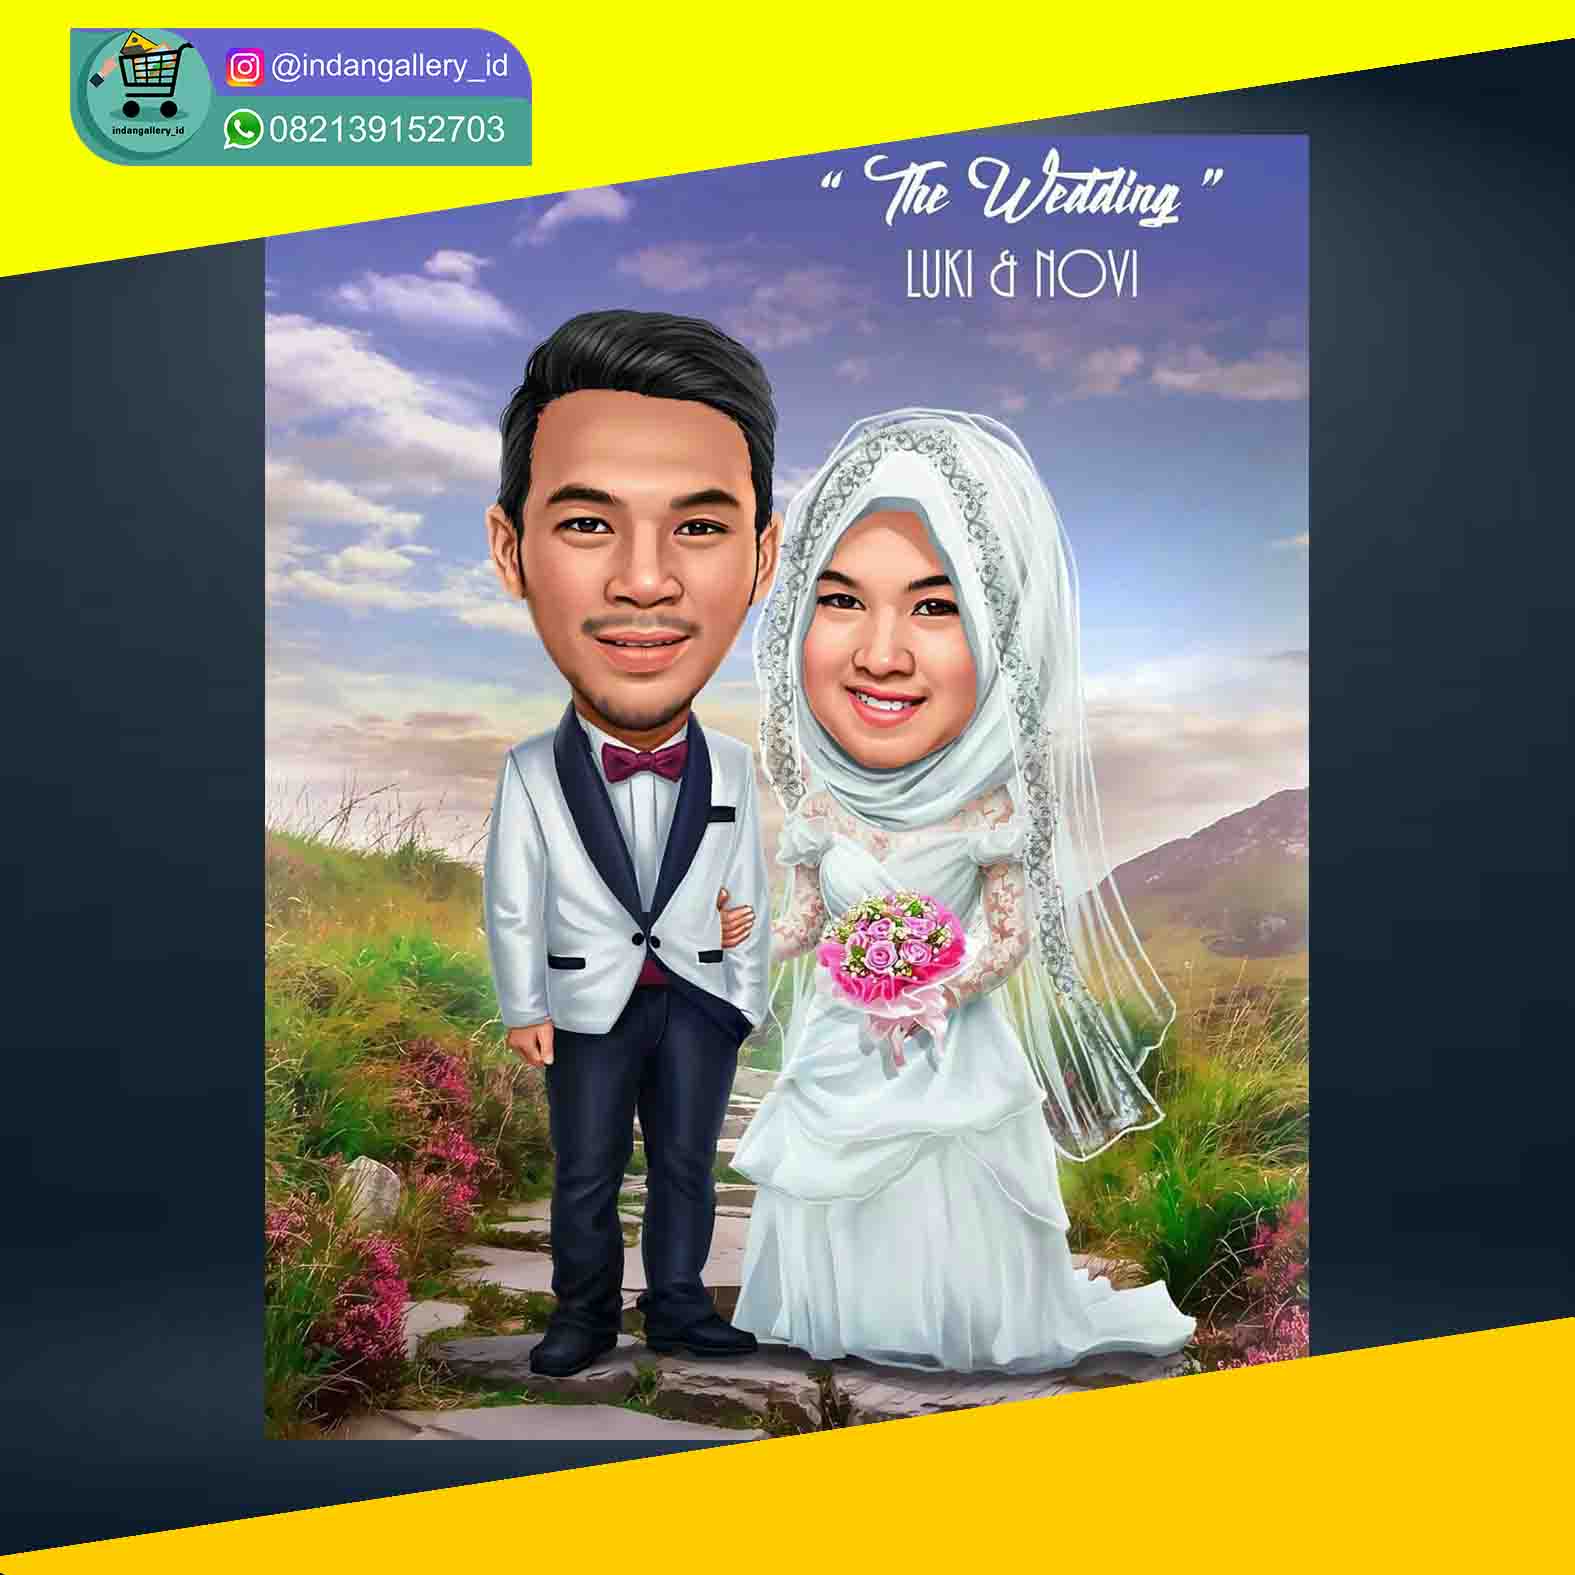 @indangallery_id
indangallery_id
082139152703
“ The Wedding ”
LUKI & NOVI